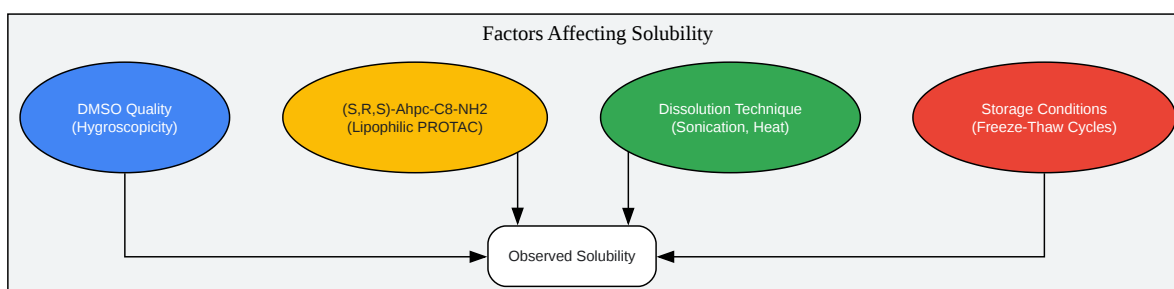 Factors Affecting Solubility
DMSO Quality
(Hygroscopicity)
(S,R,S)-Ahpc-C8-NH2
(Lipophilic PROTAC)
Dissolution Technique
(Sonication, Heat)
Storage Conditions
(Freeze-Thaw Cycles)
Observed Solubility